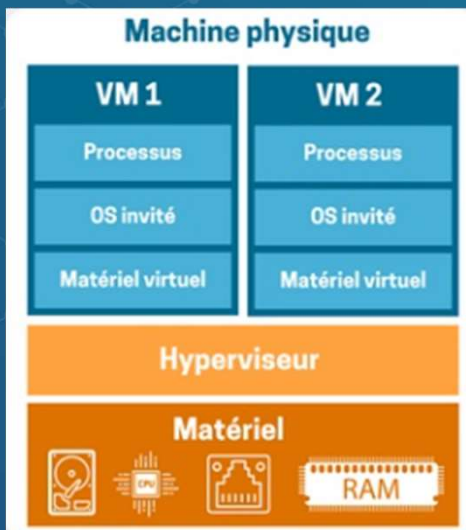 Machine physique
VM 1
Processus
OS invité
Matériel virtuel
VM 2
Processus
OS invité
Matériel virtuel
Hyperviseur
Matériel
CPU
RAM